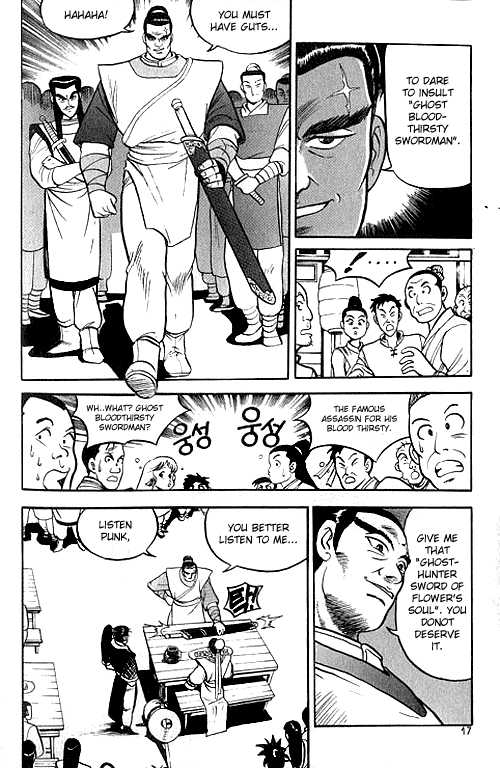 HAHAHA!
YOU MUST
HAVE GUTS...
TO DARE
TO INSULT
"GHOST
BLOOD-
THIRSTY
SWORDMAN".
! .....
WH..WHAT? GHOST
BLOODTHIRSTY
SWORDMAN?
웅성
웅성
THE FAMOUS
ASSASSIN FOR HIS
BLOOD THIRSTY.
LISTEN
PUNK,
YOU BETTER
LISTEN TO ME...
탁!
GIVE ME
THAT
"GHOST-
HUNTER
SWORD OF
FLOWER'S
SOUL". YOU
DONOT
DESERVE
IT.
17